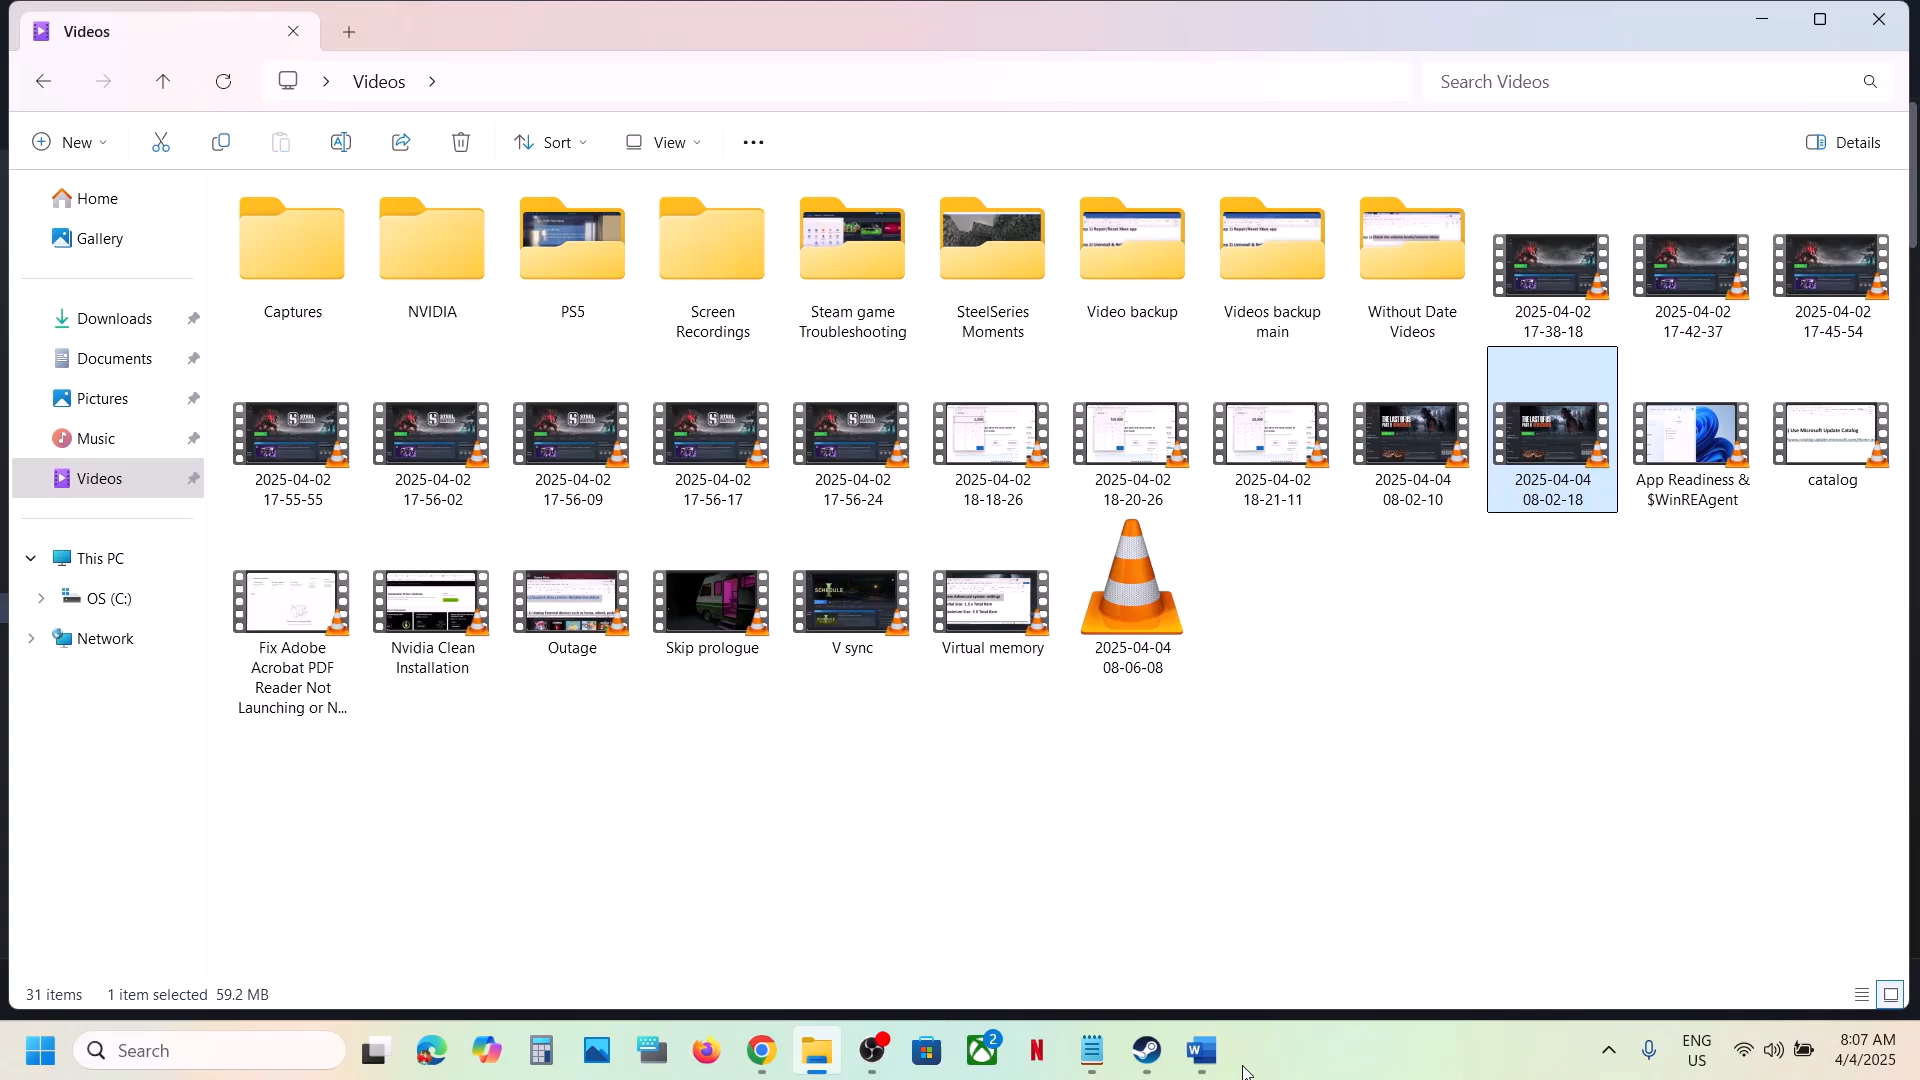 Videos
Videos
Search Videos
New
Sort
View
Details
Home
Gallery
Downloads
Documents
Pictures
Music
Videos
This PC
OS (C:)
Network
Captures
NVIDIA
PS5
Screen
Recordings
Steam game
Troubleshooting
SteelSeries
Moments
Video backup
Videos backup
main
Without Date
Videos
2025-04-02
17-38-18
2025-04-02
17-42-37
2025-04-02
17-45-54
2025-04-02
17-55-55
2025-04-02
17-56-02
2025-04-02
17-56-09
2025-04-02
17-56-17
2025-04-02
17-56-24
2025-04-02
18-18-26
2025-04-02
18-20-26
2025-04-02
18-21-11
2025-04-04
08-02-10
2025-04-04
08-02-18
App Readiness &
$WinREAgent
catalog
Fix Adobe
Acrobat PDF
Reader Not
Launching or N...
Nvidia Clean
Installation
Outage
Skip prologue
V sync
Virtual memory
2025-04-04
08-06-08
31 items
1 item selected 59.2 MB
Search
2
ENG
US
8:07 AM
4/4/2025